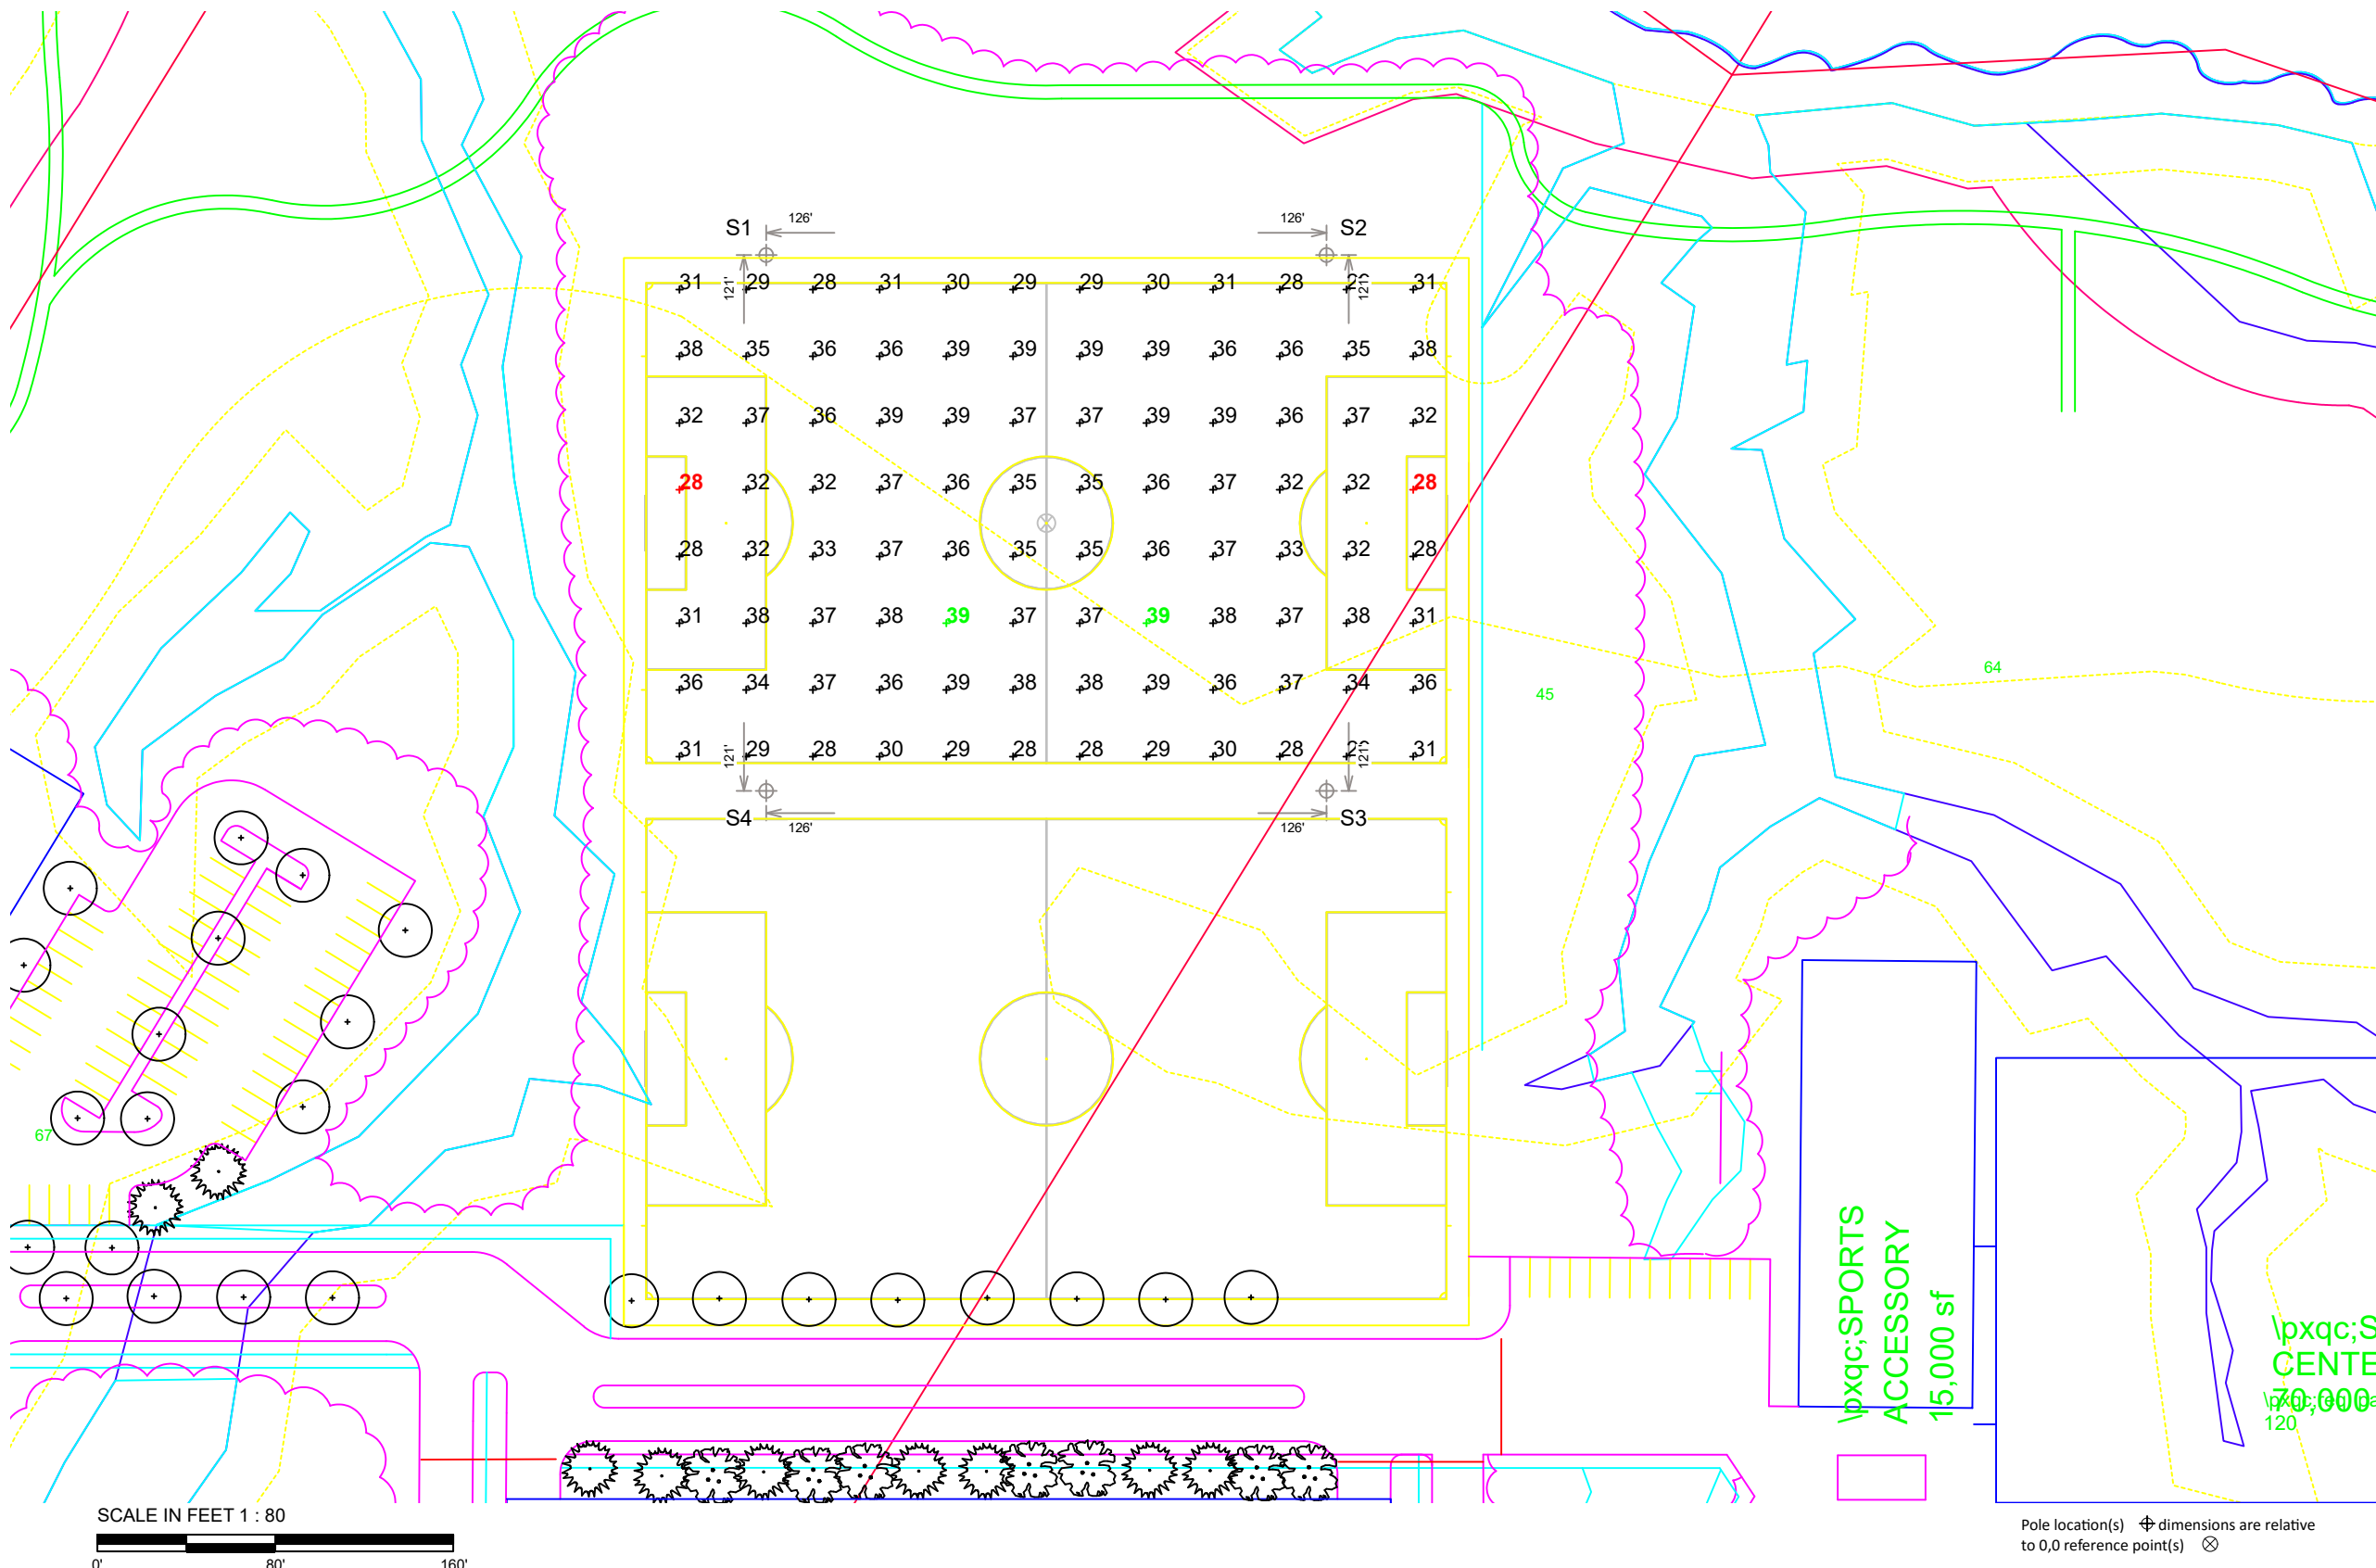 S1 126' 126' S2
121' 121'
31 29 28 31 30 29 29 30 31 28 31
38 35 36 36 39 39 39 39 36 36 35 38
32 37 36 39 39 37 37 39 39 36 37 32
28 32 32 37 36 35 35 36 37 32 32 28
28 32 33 37 36 35 35 36 37 33 32 28
31 38 37 38 39 37 37 39 38 37 38 31
36 34 37 36 39 38 38 39 36 37 34 36
31 29 28 30 29 28 28 29 30 28 31
121' 121'
S4 126' 126' S3
64
45
67
\pxqc;SPORTS
ACCESSORY
15,000 sf
\pxqc;S
CENTE
70,000
120
SCALE IN FEET 1 : 80
0' 80' 160'
Pole location(s) dimensions are relative
to 0,0 reference point(s)